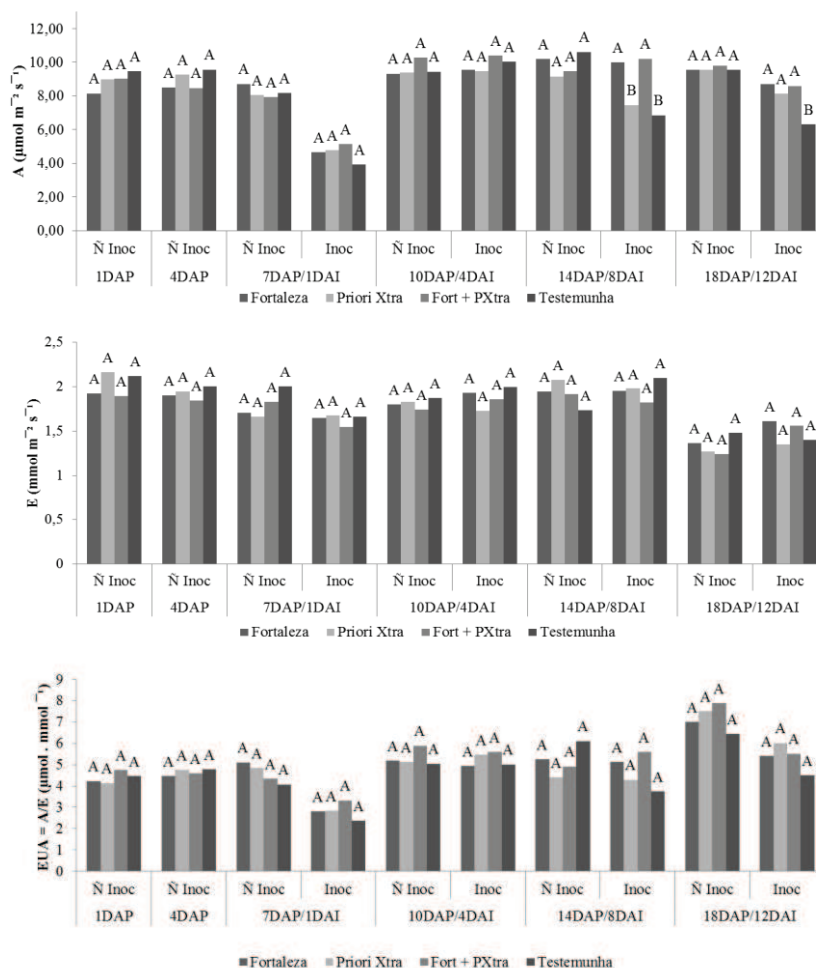 12,00
10,00
8,00
6,00
4,00
2,00
0,00
A (µmol m⁻² s⁻¹)
A A A A A A A A A A A A A A A A A A A A A A A A A A A A A B A B A A A A A A A B
Ñ Inoc Ñ Inoc Ñ Inoc Inoc Ñ Inoc Inoc Ñ Inoc Inoc Ñ Inoc Inoc
1DAP 4DAP 7DAP/1DAI 10DAP/4DAI 14DAP/8DAI 18DAP/12DAI
Fortaleza Priori Xtra Fort + PXtra Testemunha
2,5
2
1,5
1
0,5
0
E (mmol m⁻² s⁻¹)
A A A A A A A A A A A A A A A A A A A A A A A A A A A A A A A A A A A A A A A A
Ñ Inoc Ñ Inoc Ñ Inoc Inoc Ñ Inoc Inoc Ñ Inoc Inoc Ñ Inoc Inoc
1DAP 4DAP 7DAP/1DAI 10DAP/4DAI 14DAP/8DAI 18DAP/12DAI
Fortaleza Priori Xtra Fort + PXtra Testemunha
9
8
7
6
5
4
3
2
1
0
EUA = A/E (µmol . mmol⁻¹)
A A A A A A A A A A A A A A A A A A A A A A A A A A A A A A A A A A A A A A A A
Ñ Inoc Ñ Inoc Ñ Inoc Inoc Ñ Inoc Inoc Ñ Inoc Inoc Ñ Inoc Inoc
1DAP 4DAP 7DAP/1DAI 10DAP/4DAI 14DAP/8DAI 18DAP/12DAI
Fortaleza Priori Xtra Fort + PXtra Testemunha